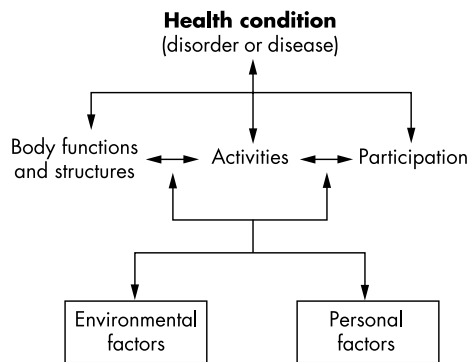 Health condition
(disorder or disease)
Body functions
and structures
Activities
Participation
Environmental
factors
Personal
factors